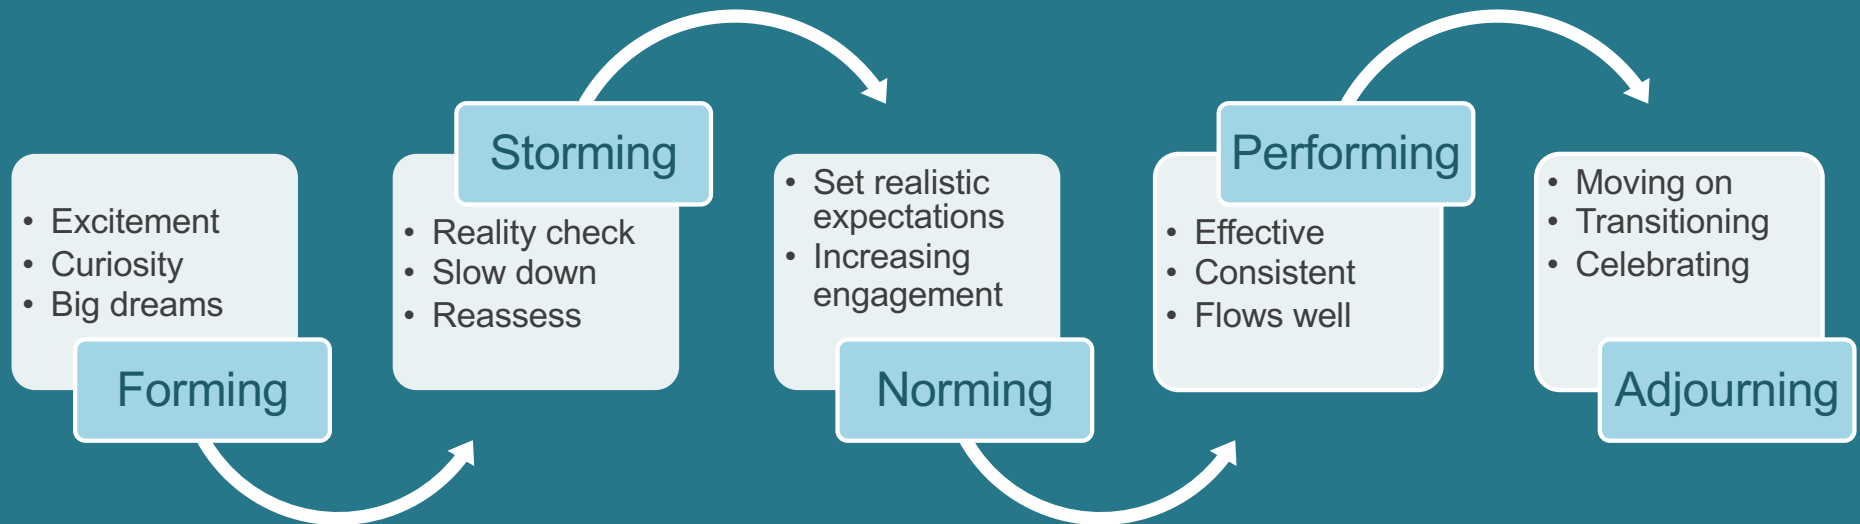 • Excitement
• Curiosity
• Big dreams
Forming
Storming
• Reality check
• Slow down
• Reassess
• Set realistic
expectations
• Increasing
engagement
Norming
Performing
• Effective
• Consistent
• Flows well
• Moving on
• Transitioning
• Celebrating
Adjourning